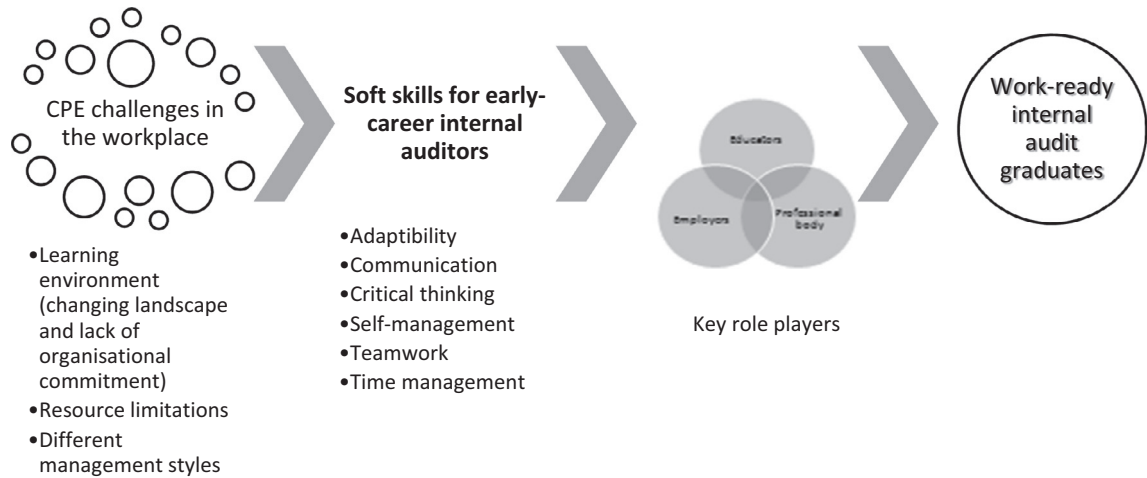 CPE challenges in
the workplace
•Learning
environment
(changing landscape
and lack of
organisational
commitment)
•Resource limitations
•Different
management styles
Soft skills for early-
career internal
auditors
•Adaptibility
•Communication
•Critical thinking
•Self-management
•Teamwork
•Time management
Educators
Employers
Professional
body
Key role players
Work-ready
internal
audit
graduates